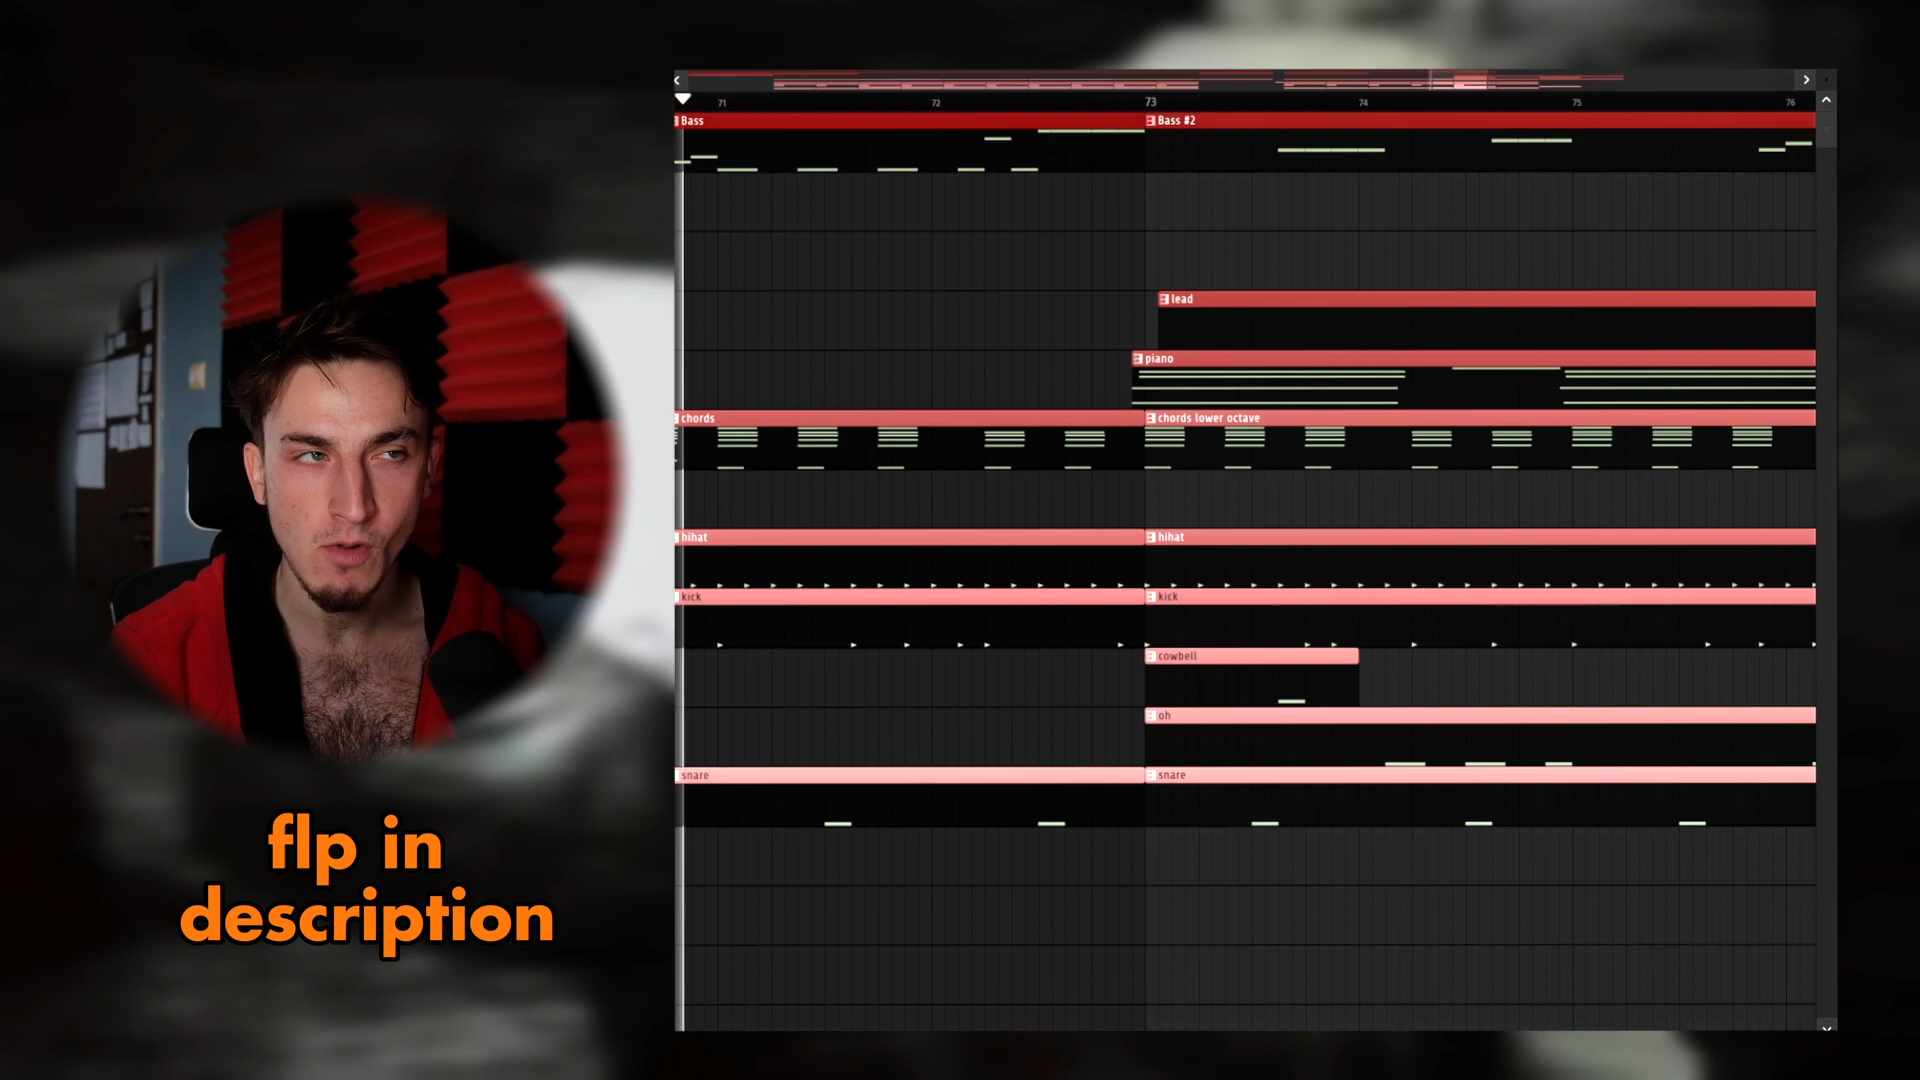 71 72 73 74 75 76
Bass Bass #2
lead
piano
chords chords lower octave
hihat hihat
kick kick
cowbell
oh
snare snare
flp in
description